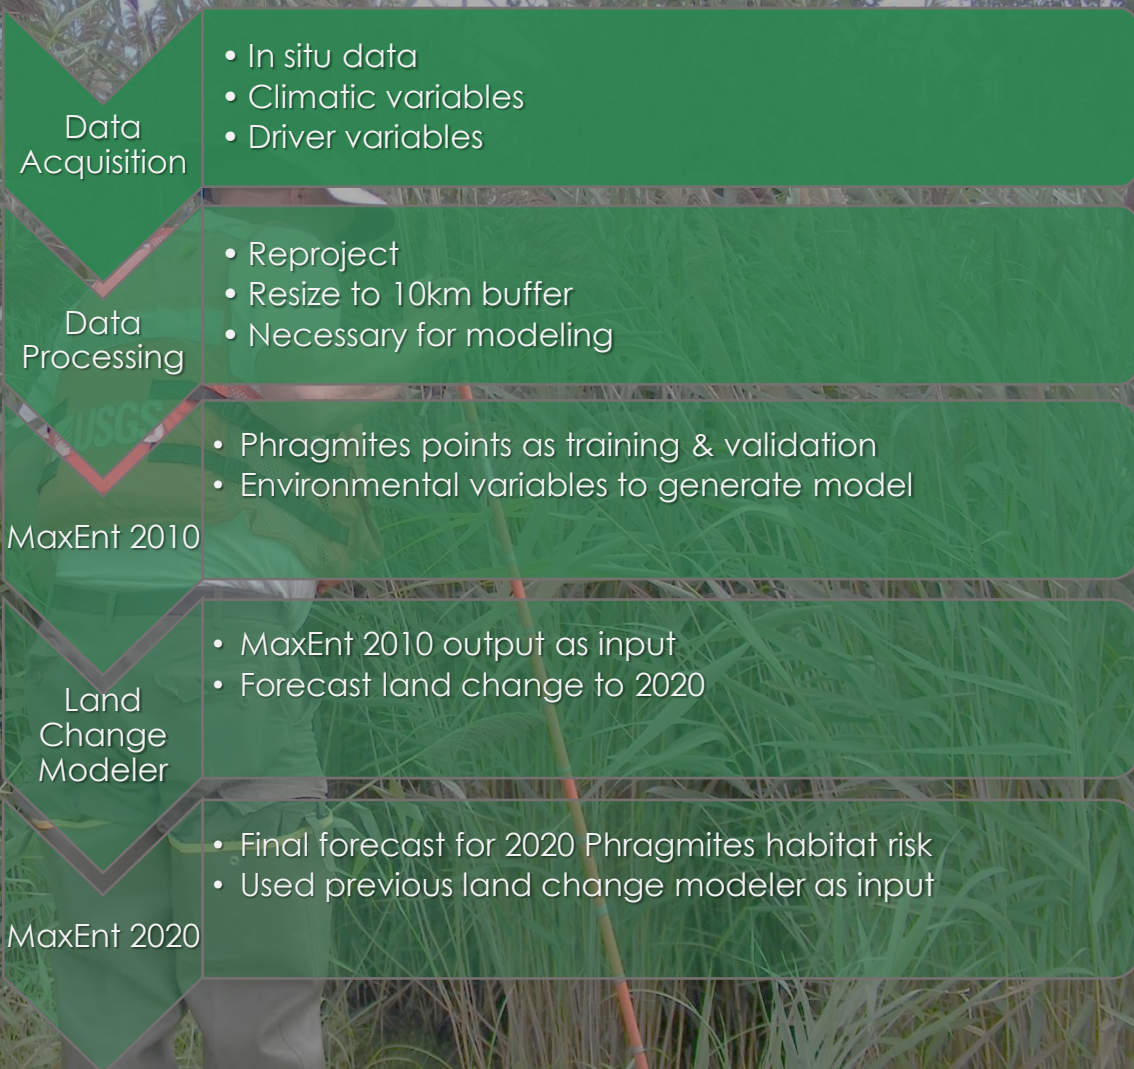 Data
Acquisition
• In situ data
• Climatic variables
• Driver variables
Data
Processing
• Reproject
• Resize to 10km buffer
• Necessary for modeling
USGS
MaxEnt 2010
• Phragmites points as training & validation
• Environmental variables to generate model
Land
Change
Modeler
• MaxEnt 2010 output as input
• Forecast land change to 2020
MaxEnt 2020
• Final forecast for 2020 Phragmites habitat risk
• Used previous land change modeler as input